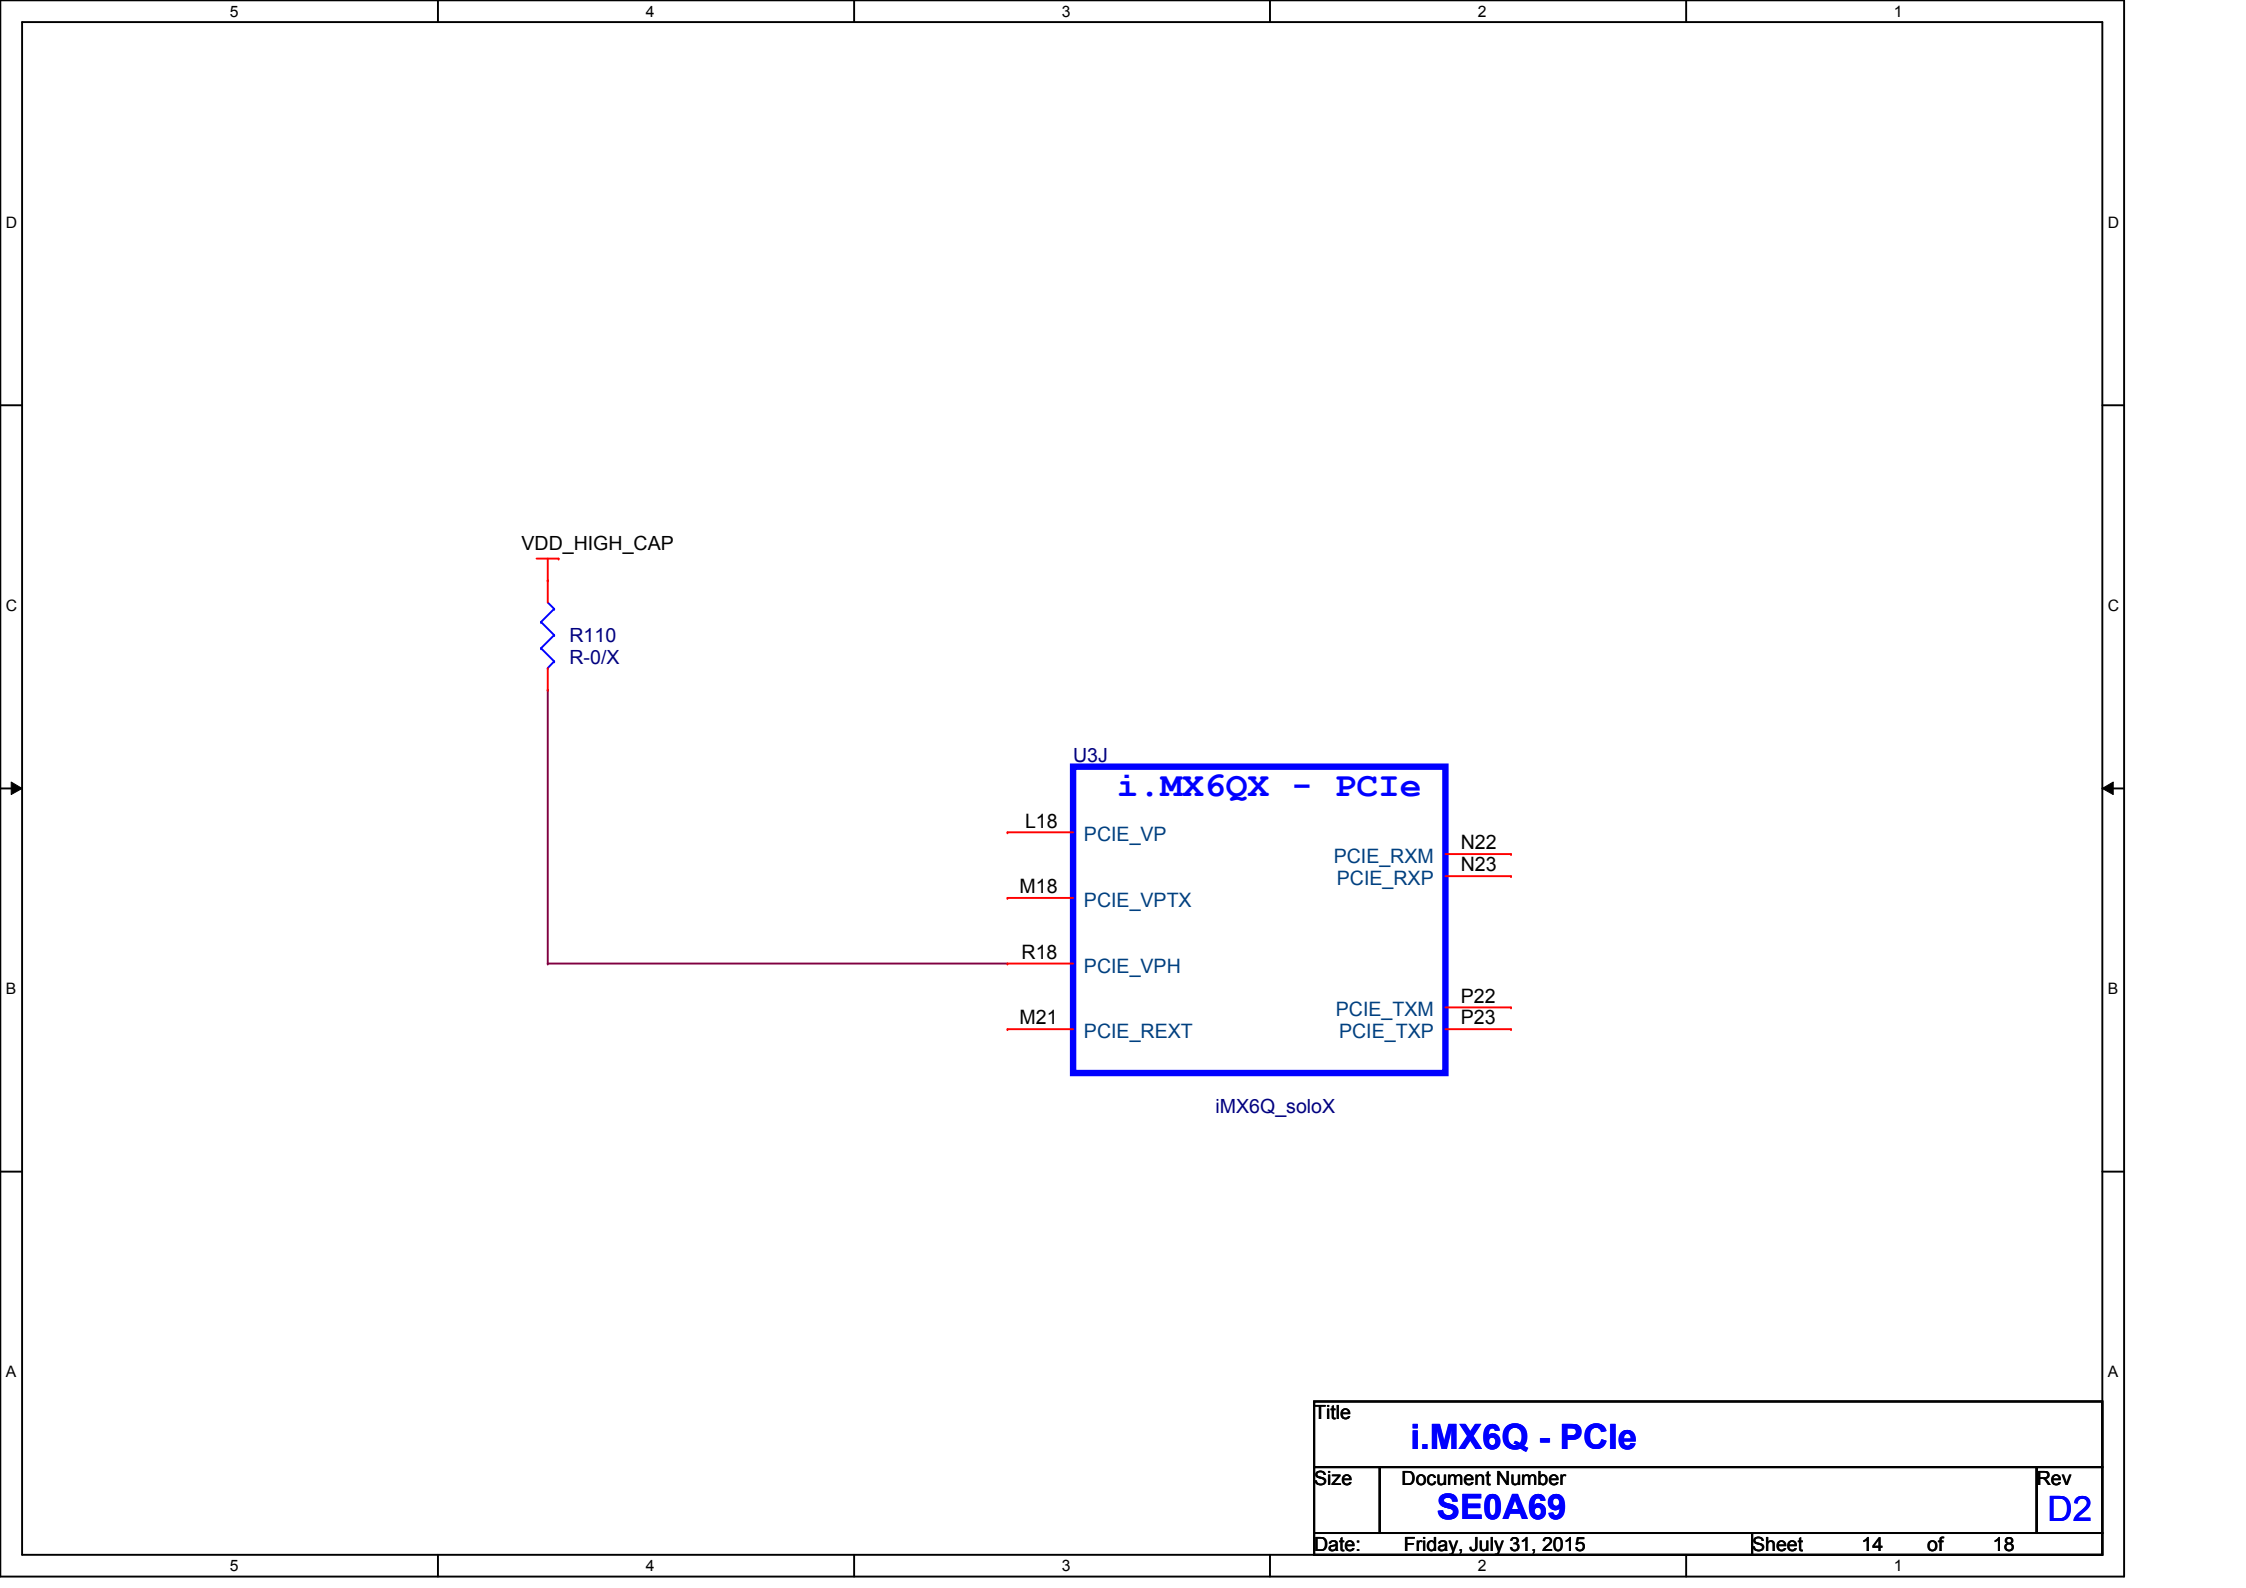 5 4 3 2 1
D D
VDD_HIGH_CAP
C C
R110
R-0/X
U3J
i.MX6QX - PCIe
L18 PCIE_VP
PCIE_RXM N22
PCIE_RXP N23
M18 PCIE_VPTX
R18 PCIE_VPH
B B
PCIE_TXM P22
M21 PCIE_REXT PCIE_TXP P23
iMX6Q_soloX
A A
Title
i.MX6Q - PCIe
Size Document Number Rev
SE0A69 D2
Date: Friday, July 31, 2015 Sheet 14 of 18
5 4 3 2 1